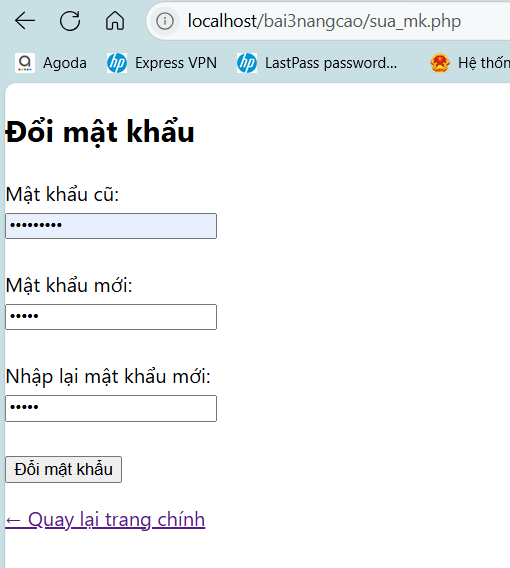 localhost/bai3nangcao/sua_mk.php
Agoda Express VPN LastPass password... Hệ thốn
Đổi mật khẩu
Mật khẩu cũ:
•••••••••
Mật khẩu mới:
•••••
Nhập lại mật khẩu mới:
•••••
Đổi mật khẩu
← Quay lại trang chính